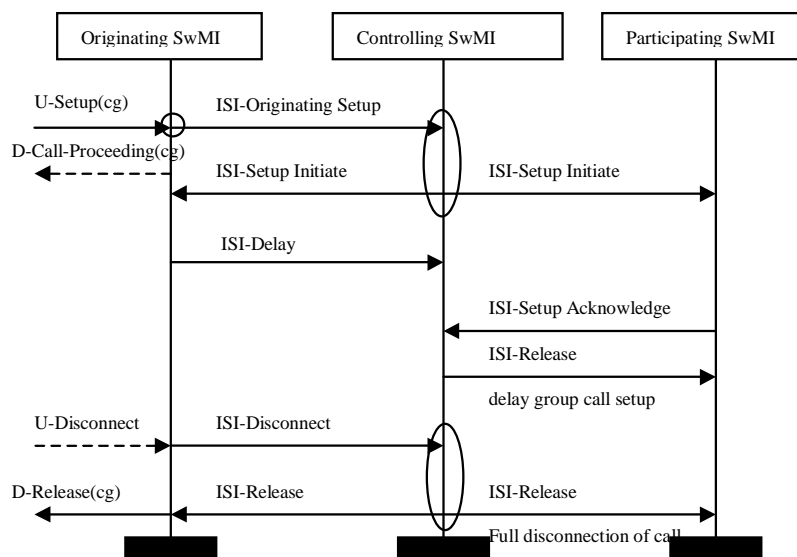 Originating SwMI
Controlling SwMI
Participating SwMI
U-Setup(cg)
ISI-Originating Setup
D-Call-Proceeding(cg)
ISI-Setup Initiate
ISI-Setup Initiate
ISI-Delay
ISI-Setup Acknowledge
ISI-Release
delay group call setup
U-Disconnect
ISI-Disconnect
D-Release(cg)
ISI-Release
ISI-Release
Full disconnection of call